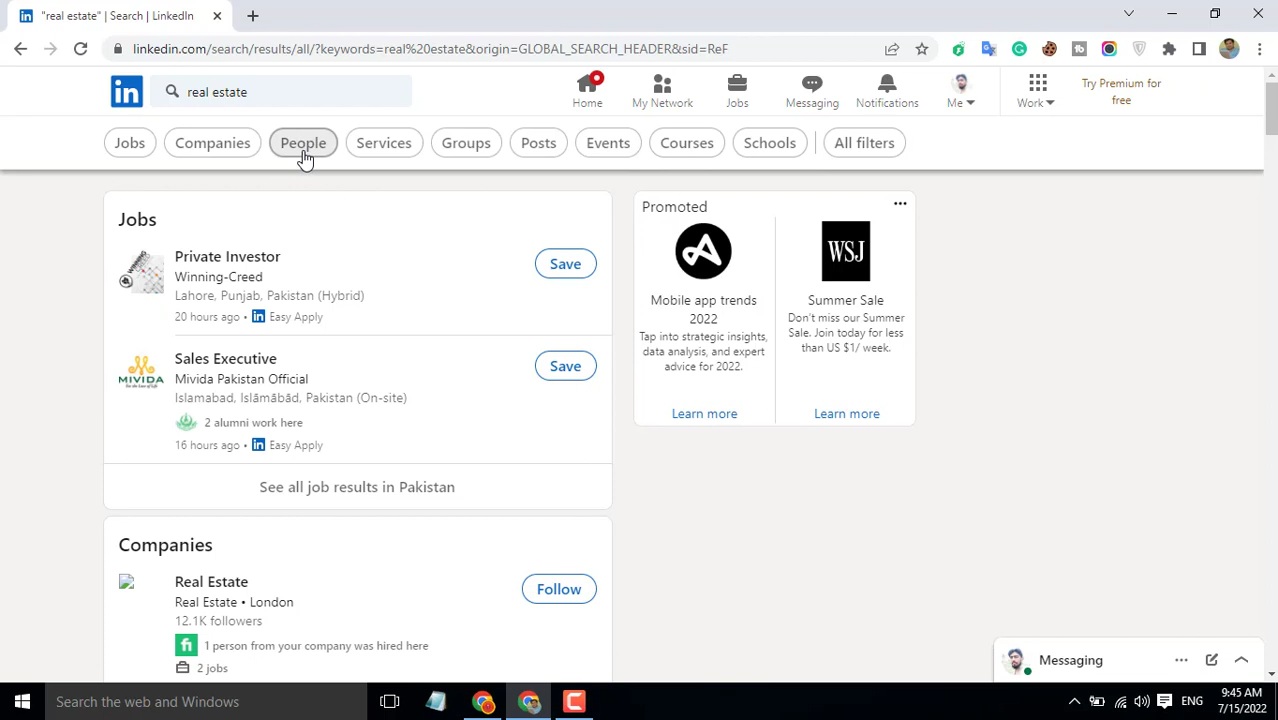 "real estate" | Search | LinkedIn
linkedin.com/search/results/all/?keywords=real%20estate&origin=GLOBAL_SEARCH_HEADER&sid=ReF
in
real estate
Home
My Network
Jobs
Messaging
Notifications
Me
Work
Try Premium for
free
Jobs
Companies
People
Services
Groups
Posts
Events
Courses
Schools
All filters
Jobs
Private Investor
Winning-Creed
Lahore, Punjab, Pakistan (Hybrid)
20 hours ago • in Easy Apply
Save
MIVIDA
Sales Executive
Mivida Pakistan Official
Islamabad, Islāmābād, Pakistan (On-site)
2 alumni work here
16 hours ago • in Easy Apply
Save
See all job results in Pakistan
Companies
Real Estate
Real Estate • London
12.1K followers
fi 1 person from your company was hired here
2 jobs
Follow
Promoted
Mobile app trends
2022
Tap into strategic insights,
data analysis, and expert
advice for 2022.
Learn more
WSJ
Summer Sale
Don't miss our Summer
Sale. Join today for less
than US $1/ week.
Learn more
Messaging
Search the web and Windows
ENG
9:45 AM
7/15/2022